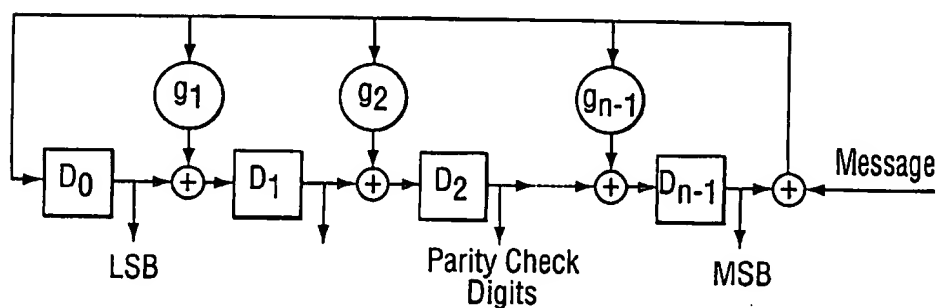 g1
g2
gn-1
D0
+
D1
+
D2
+
Dn-1
+
Message
LSB
Parity Check
Digits
MSB